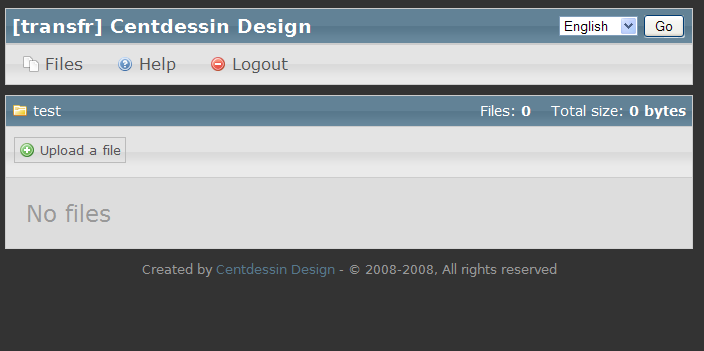 [transfr] Centdessin Design English Go
Files Help Logout
test Files: 0 Total size: 0 bytes
Upload a file
No files
Created by Centdessin Design - © 2008-2008, All rights reserved